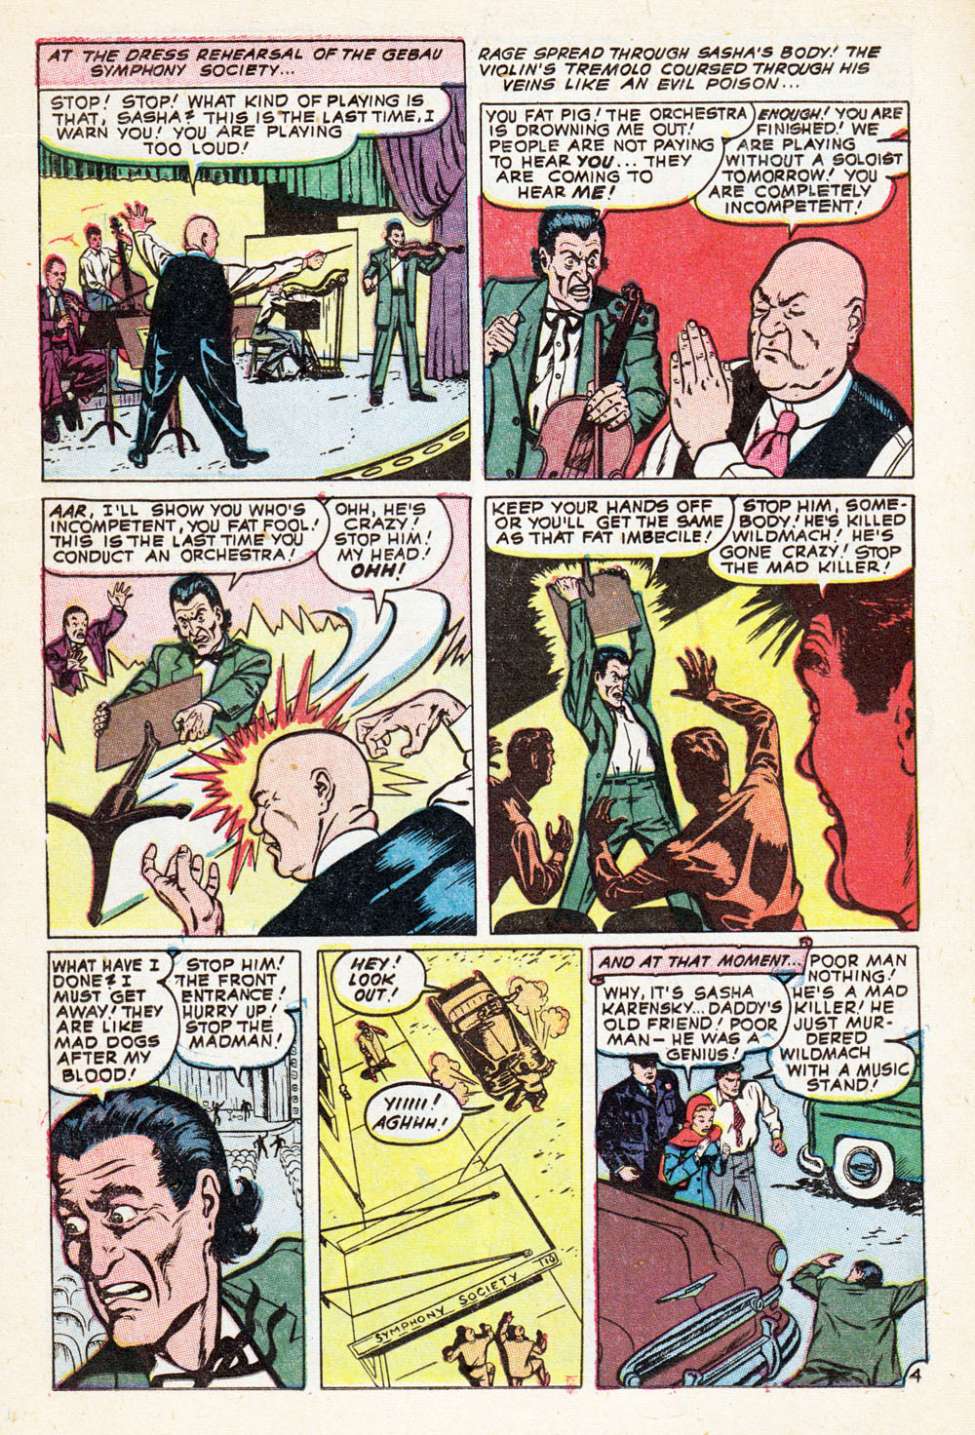 AT THE DRESS REHEARSAL OF THE GEBAU
SYMPHONY SOCIETY...
STOP! STOP! WHAT KIND OF PLAYING IS
THAT, SASHA? THIS IS THE LAST TIME, I
WARN YOU! YOU ARE PLAYING
TOO LOUD!
RAGE SPREAD THROUGH SASHA'S BODY! THE
VIOLIN'S TREMOLO COURSED THROUGH HIS
VEINS LIKE AN EVIL POISON...
YOU FAT PIG! THE ORCHESTRA
IS DROWNING ME OUT!
PEOPLE ARE NOT PAYING
TO HEAR YOU... THEY
ARE COMING TO
HEAR ME!
ENOUGH! YOU ARE
FINISHED! WE
ARE PLAYING
WITHOUT A SOLOIST
TOMORROW! YOU
ARE COMPLETELY
INCOMPETENT!
AAR, I'LL SHOW YOU WHO'S
INCOMPETENT, YOU FAT FOOL!
THIS IS THE LAST TIME YOU
CONDUCT AN ORCHESTRA!
OHH, HE'S
CRAZY!
STOP HIM!
MY HEAD!
OHH!
KEEP YOUR HANDS OFF
OR YOU'LL GET THE SAME
AS THAT FAT IMBECILE!
STOP HIM, SOME-
BODY! HE'S KILLED
WILDMACH! HE'S
GONE CRAZY! STOP
THE MAD KILLER!
WHAT HAVE I
DONE? I
MUST GET
AWAY! THEY
ARE LIKE
MAD DOGS
AFTER MY
BLOOD!
STOP HIM!
THE FRONT
ENTRANCE!
HURRY UP!
STOP THE
MADMAN!
HEY!
LOOK
OUT!
YIIIII!
AGHHH!
SYMPHONY SOCIETY 110
AND AT THAT MOMENT...
WHY, IT'S SASHA
KARENSKY... DADDY'S
OLD FRIEND! POOR
MAN- HE WAS A
GENIUS!
POOR MAN
NOTHING!
HE'S A MAD
KILLER! HE
JUST MUR-
DERED
WILDMACH
WITH A MUSIC
STAND!
4